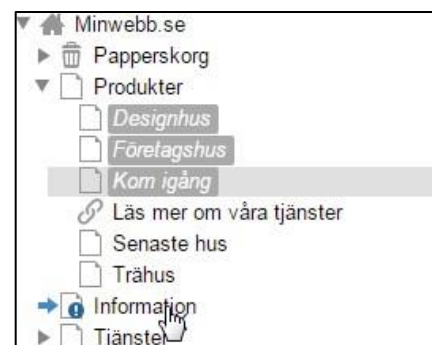 Minwebb.se
Papperskorg
Produkter
Designhus
Företagshus
Kom igång
Läs mer om våra tjänster
Senaste hus
Trähus
Information
Tjänster